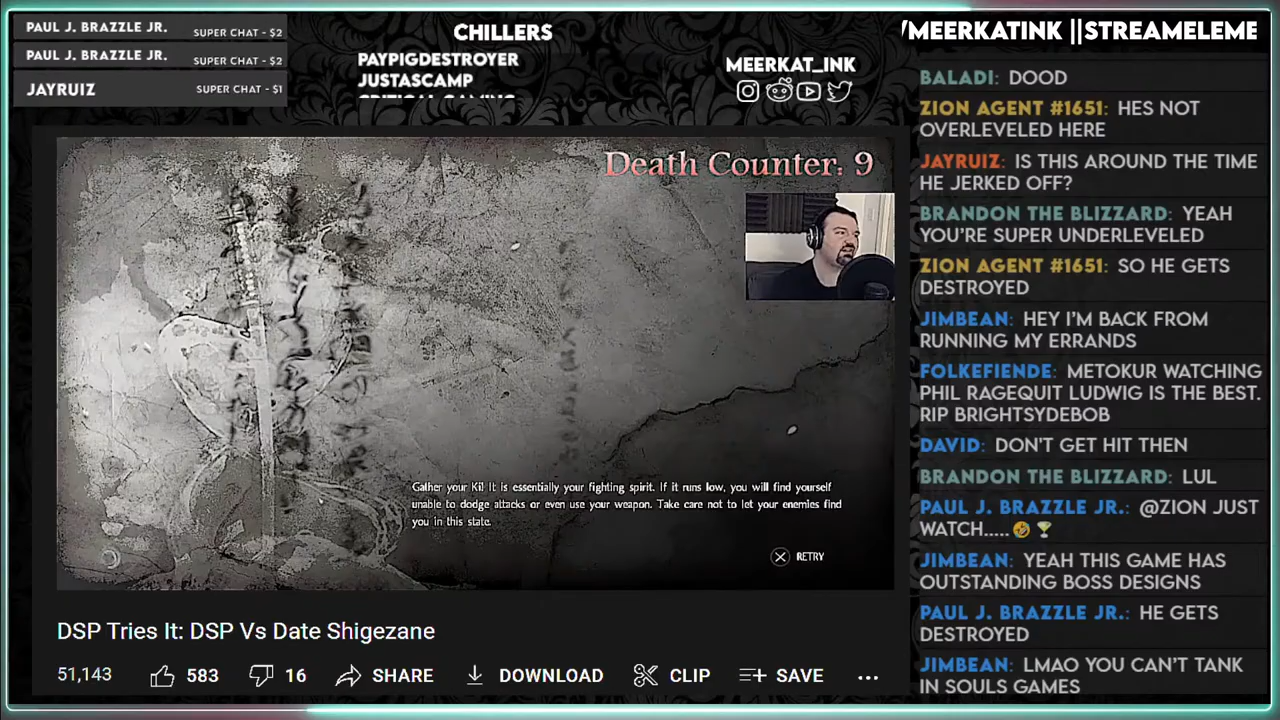 PAUL J. BRAZZLE JR. SUPER CHAT - $2
PAUL J. BRAZZLE JR. SUPER CHAT - $2
JAYRUIZ SUPER CHAT - $1
CHILLERS
PAYPIGDESTROYER
JUSTASCAMP
CRITICAL GAMING
MEERKAT_INK
/MEERKATINK ||STREAMELEME
Death Counter: 9
Gather your Ki! It is essentially your fighting spirit. If it runs low, you will find yourself
unable to dodge attacks or even use your weapon. Take care not to let your enemies find
you in this state.
RETRY
DSP Tries It: DSP Vs Date Shigezane
51,143 583 16 SHARE DOWNLOAD CLIP SAVE ...
BALADI: DOOD
ZION AGENT #1651: HES NOT
OVERLEVELED HERE
JAYRUIZ: IS THIS AROUND THE TIME
HE JERKED OFF?
BRANDON THE BLIZZARD: YEAH
YOU'RE SUPER UNDERLEVELED
ZION AGENT #1651: SO HE GETS
DESTROYED
JIMBEAN: HEY I'M BACK FROM
RUNNING MY ERRANDS
FOLKEFIENDE: METOKUR WATCHING
PHIL RAGEQUIT LUDWIG IS THE BEST.
RIP BRIGHTSYDEBOB
DAVID: DON'T GET HIT THEN
BRANDON THE BLIZZARD: LUL
PAUL J. BRAZZLE JR.: @ZION JUST
WATCH.....🤣🏆
JIMBEAN: YEAH THIS GAME HAS
OUTSTANDING BOSS DESIGNS
PAUL J. BRAZZLE JR.: HE GETS
DESTROYED
JIMBEAN: LMAO YOU CAN'T TANK
IN SOULS GAMES